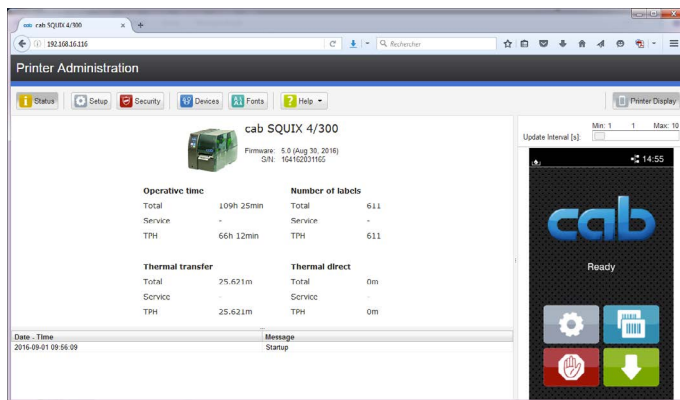 cab SQUIX 4/300
192.168.16.116
Rechercher
Printer Administration
Status Setup Security Devices Fonts Help Printer Display
cab SQUIX 4/300
Firmware: 5.0 (Aug 30, 2016)
S/N: 164162031165
Operative time Number of labels
Total 109h 25min Total 611
Service - Service -
TPH 66h 12min TPH 611
Thermal transfer Thermal direct
Total 25.621m Total 0m
Service - Service -
TPH 25.621m TPH 0m
Date - Time Message
2016-09-01 09:56:09 Startup
Min: 1 1 Max: 10
Update Interval [s]:
14:55
cab
Ready